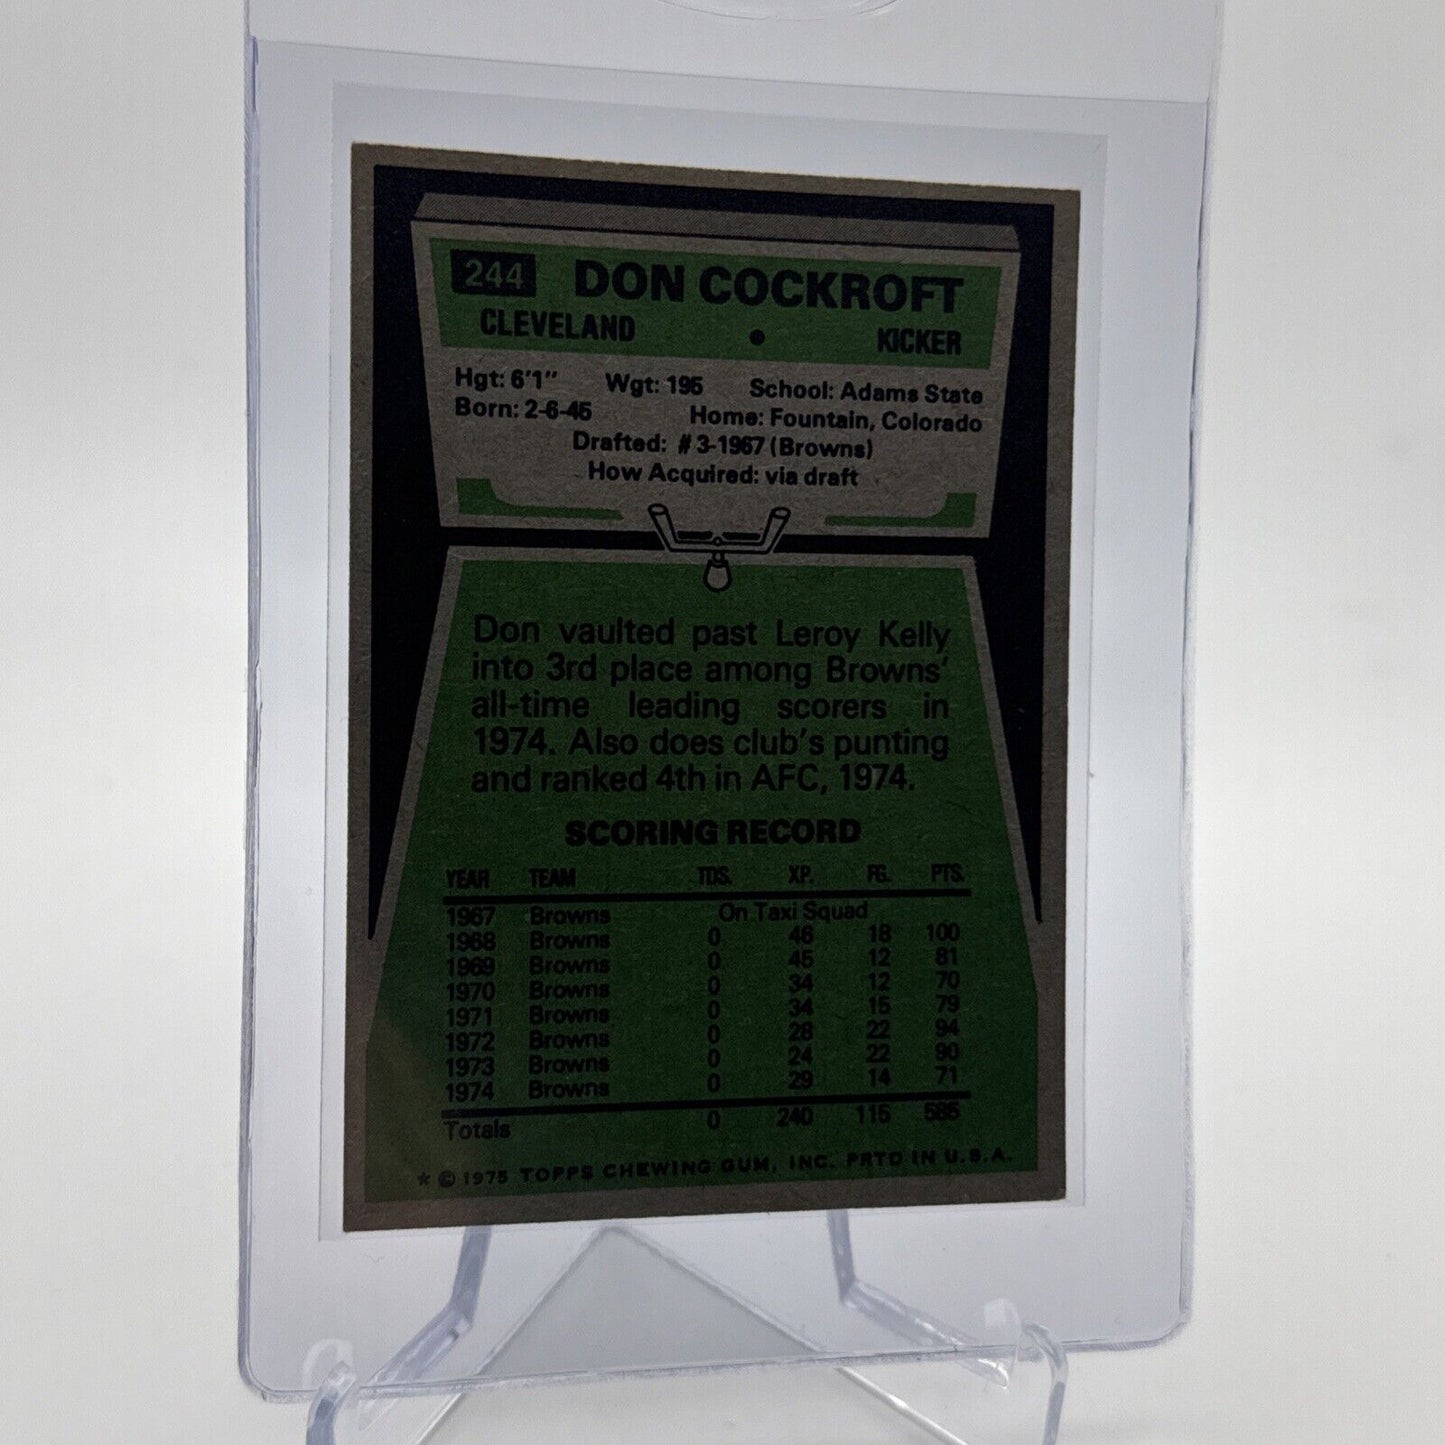 244 DON COCKROFT
CLEVELAND • KICKER
Hgt: 6'1" Wgt: 195 School: Adams State
Born: 2-6-45 Home: Fountain, Colorado
Drafted: #3-1967 (Browns)
How Acquired: via draft
Don vaulted past Leroy Kelly
into 3rd place among Browns'
all-time leading scorers in
1974. Also does club's punting
and ranked 4th in AFC, 1974.
SCORING RECORD
YEAR TEAM TDS. XP. FG. PTS.
1967 Browns On Taxi Squad
1968 Browns 0 46 18 100
1969 Browns 0 45 12 81
1970 Browns 0 34 12 70
1971 Browns 0 34 15 79
1972 Browns 0 28 22 94
1973 Browns 0 24 22 90
1974 Browns 0 29 14 71
Totals 0 240 115 585
* © 1975 TOPPS CHEWING GUM, INC. PRTD IN U.S.A.